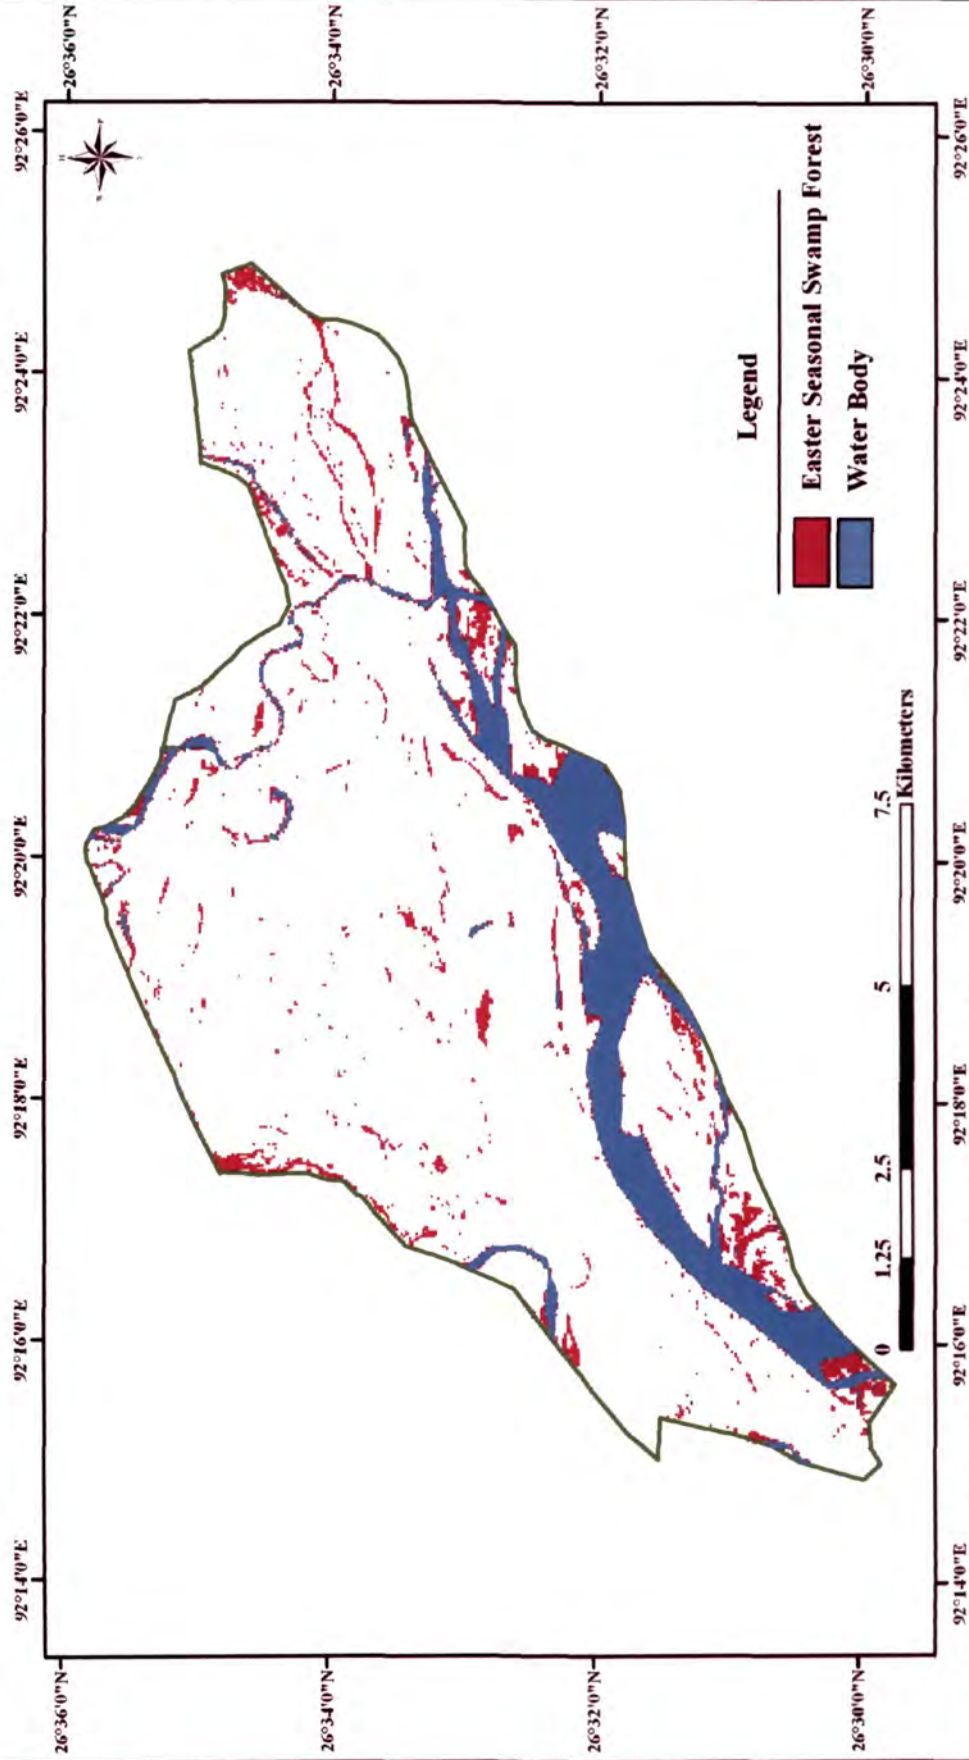 92°14'0"E 92°16'0"E 92°18'0"E 92°20'0"E 92°22'0"E 92°24'0"E 92°26'0"E
26°36'0"N 26°36'0"N
26°34'0"N 26°34'0"N
26°32'0"N 26°32'0"N
26°30'0"N 26°30'0"N
Legend
Easter Seasonal Swamp Forest
Water Body
0 1.25 2.5 5 7.5
Kilometers
92°14'0"E 92°16'0"E 92°18'0"E 92°20'0"E 92°22'0"E 92°24'0"E 92°26'0"E